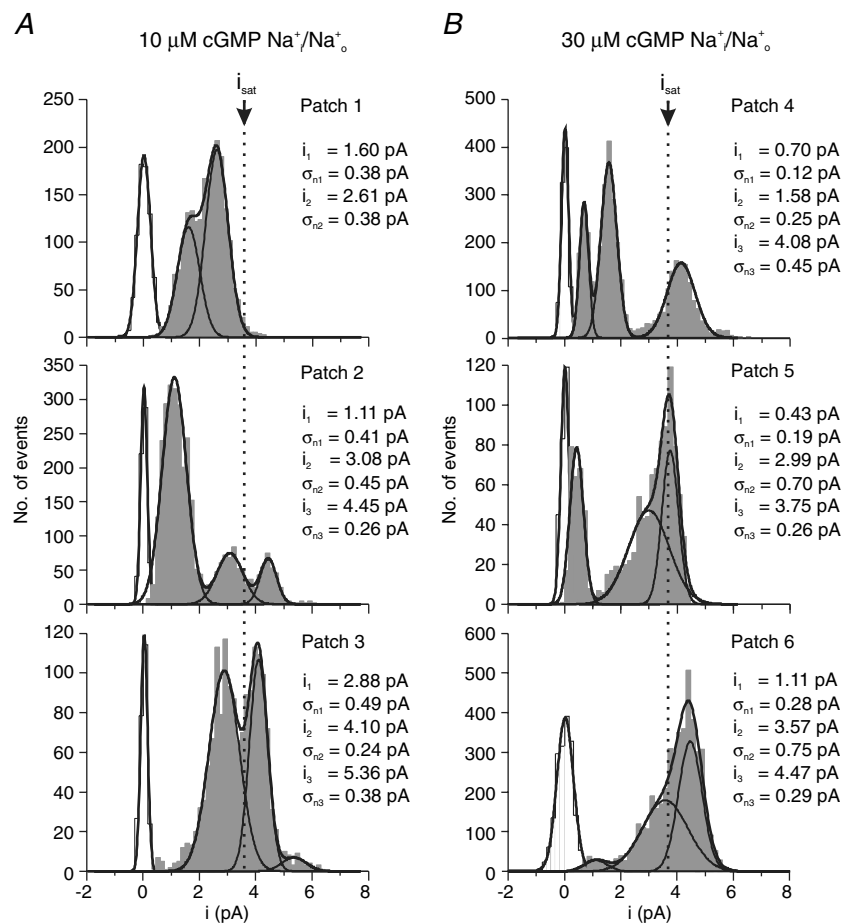 A
10 µM cGMP Na⁺ᵢ/Na⁺ₒ
i_sat
Patch 1
i₁ = 1.60 pA
σₙ₁ = 0.38 pA
i₂ = 2.61 pA
σₙ₂ = 0.38 pA
250
200
150
100
50
0
Patch 2
i₁ = 1.11 pA
σₙ₁ = 0.41 pA
i₂ = 3.08 pA
σₙ₂ = 0.45 pA
i₃ = 4.45 pA
σₙ₃ = 0.26 pA
350
300
250
200
150
100
50
0
No. of events
Patch 3
i₁ = 2.88 pA
σₙ₁ = 0.49 pA
i₂ = 4.10 pA
σₙ₂ = 0.24 pA
i₃ = 5.36 pA
σₙ₃ = 0.38 pA
120
100
80
60
40
20
0
-2 0 2 4 6 8
i (pA)
B
30 µM cGMP Na⁺ᵢ/Na⁺ₒ
i_sat
Patch 4
i₁ = 0.70 pA
σₙ₁ = 0.12 pA
i₂ = 1.58 pA
σₙ₂ = 0.25 pA
i₃ = 4.08 pA
σₙ₃ = 0.45 pA
500
400
300
200
100
0
Patch 5
i₁ = 0.43 pA
σₙ₁ = 0.19 pA
i₂ = 2.99 pA
σₙ₂ = 0.70 pA
i₃ = 3.75 pA
σₙ₃ = 0.26 pA
120
100
80
60
40
20
0
No. of events
Patch 6
i₁ = 1.11 pA
σₙ₁ = 0.28 pA
i₂ = 3.57 pA
σₙ₂ = 0.75 pA
i₃ = 4.47 pA
σₙ₃ = 0.29 pA
600
500
400
300
200
100
0
-2 0 2 4 6 8
i (pA)